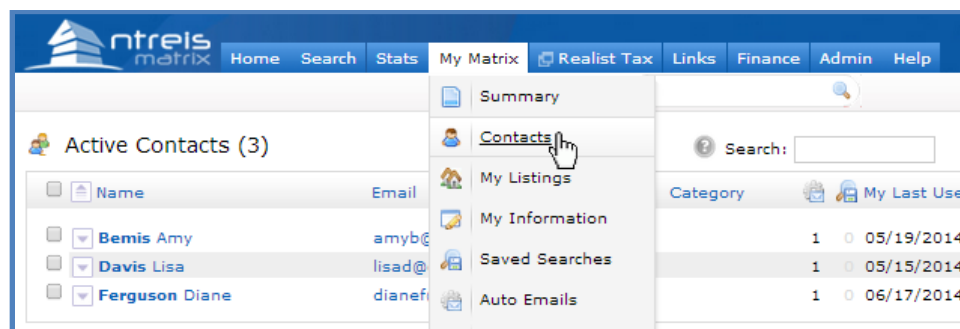 ntreis
matrix
Home Search Stats My Matrix Realist Tax Links Finance Admin Help
Summary
Contacts
Active Contacts (3)
Search:
My Listings
Name Email Category My Last Use
My Information
Bemis Amy amyb@ 1 0 05/19/2014
Saved Searches
Davis Lisa lisad@ 1 0 05/15/2014
Ferguson Diane dianef 1 0 06/17/2014
Auto Emails